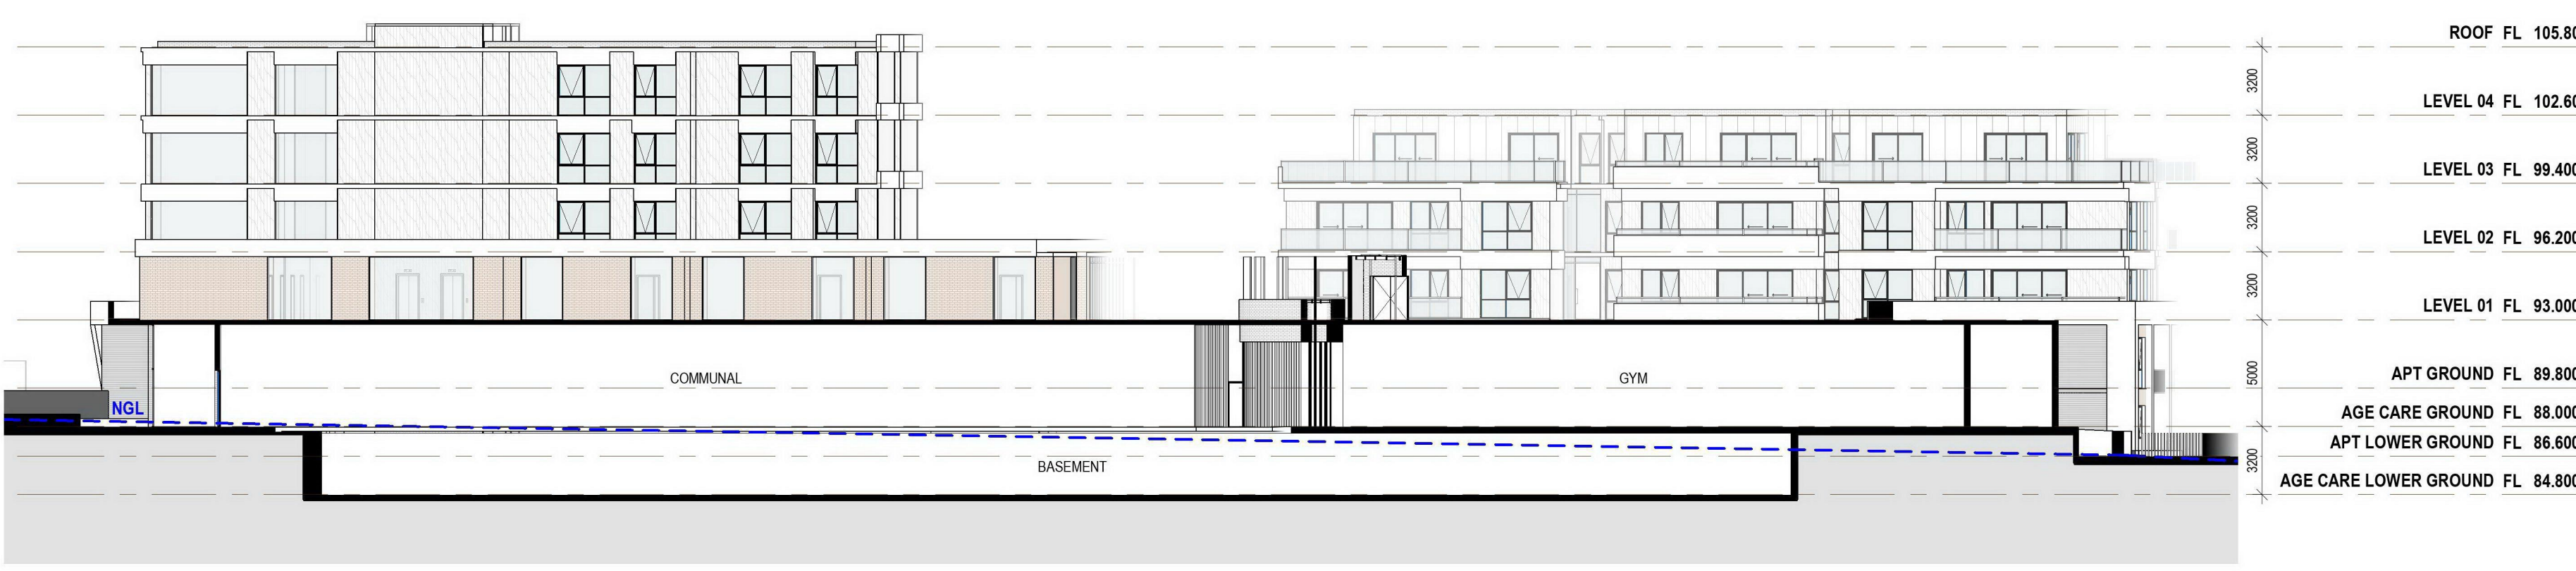 ROOF FL 105.80
3200
LEVEL 04 FL 102.60
3200
LEVEL 03 FL 99.400
3200
LEVEL 02 FL 96.200
3200
LEVEL 01 FL 93.000
COMMUNAL
GYM
5000
APT GROUND FL 89.800
NGL
AGE CARE GROUND FL 88.000
APT LOWER GROUND FL 86.600
BASEMENT
3200
AGE CARE LOWER GROUND FL 84.800